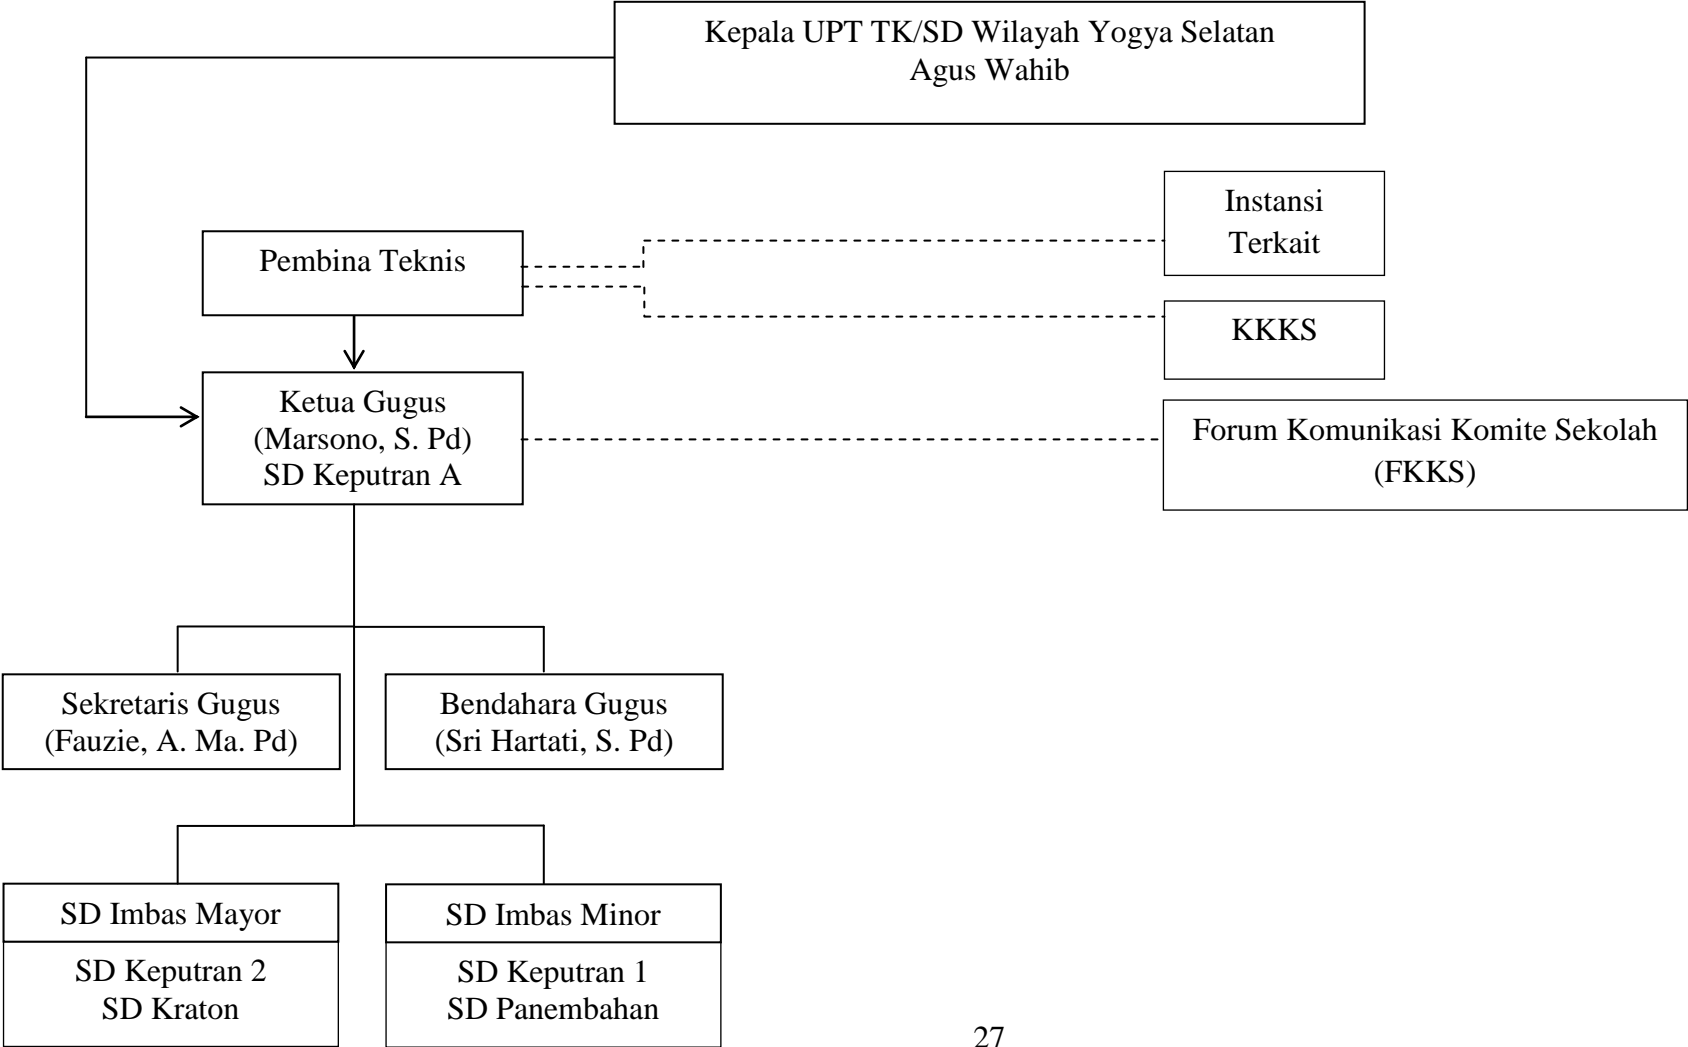 Kepala UPT TK/SD Wilayah Yogya Selatan
Agus Wahib
Instansi
Terkait
Pembina Teknis
KKKS
Ketua Gugus
(Marsono, S. Pd)
SD Keputran A
Forum Komunikasi Komite Sekolah
(FKKS)
Sekretaris Gugus
(Fauzie, A. Ma. Pd)
Bendahara Gugus
(Sri Hartati, S. Pd)
SD Imbas Mayor
SD Keputran 2
SD Kraton
SD Imbas Minor
SD Keputran 1
SD Panembahan
27